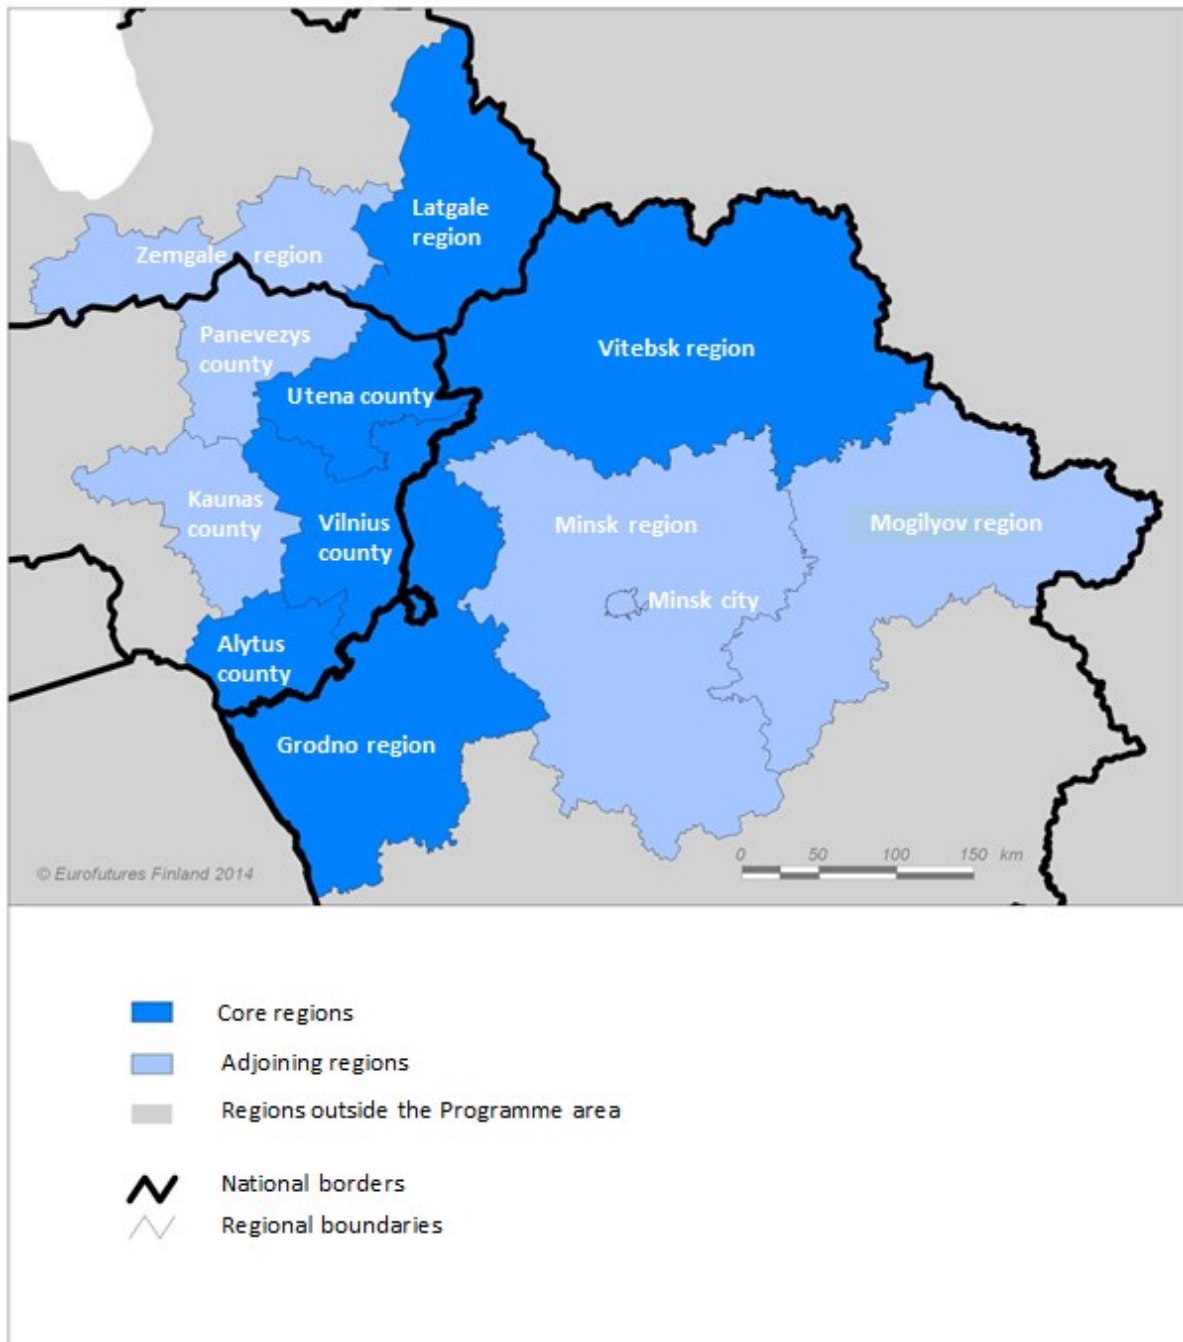 Latgale
region
Zemgale region
Panevezys
county
Vitebsk region
Utena county
Kaunas
county
Vilnius
county
Minsk region
Mogilyov region
Minsk city
Alytus
county
Grodno region
0 50 100 150 km
© Eurofutures Finland 2014
Core regions
Adjoining regions
Regions outside the Programme area
National borders
Regional boundaries